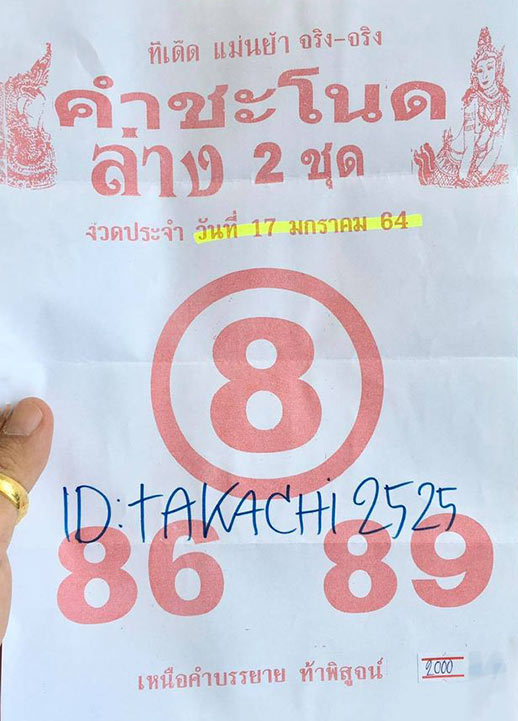 ทีเด็ด แม่นยำ จริง-จริง
คำชะโนด
ล่าง 2 ชุด
งวดประจำ วันที่ 17 มกราคม 64
8
ID: TAKACHi 2525
86 89
เหนือคำบรรยาย ท้าพิสูจน์
2000